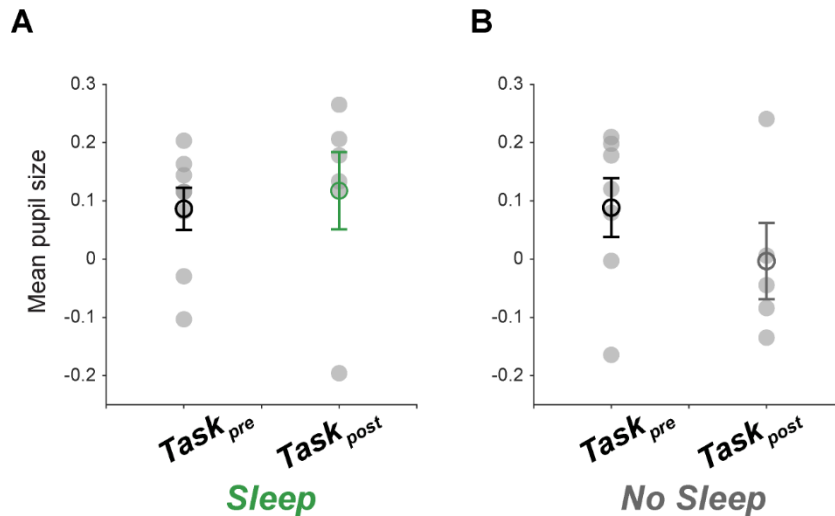 A
B
Mean pupil size
0.3
0.2
0.1
0
-0.1
-0.2
Task pre
Task post
Sleep
0.3
0.2
0.1
0
-0.1
-0.2
Task pre
Task post
No Sleep